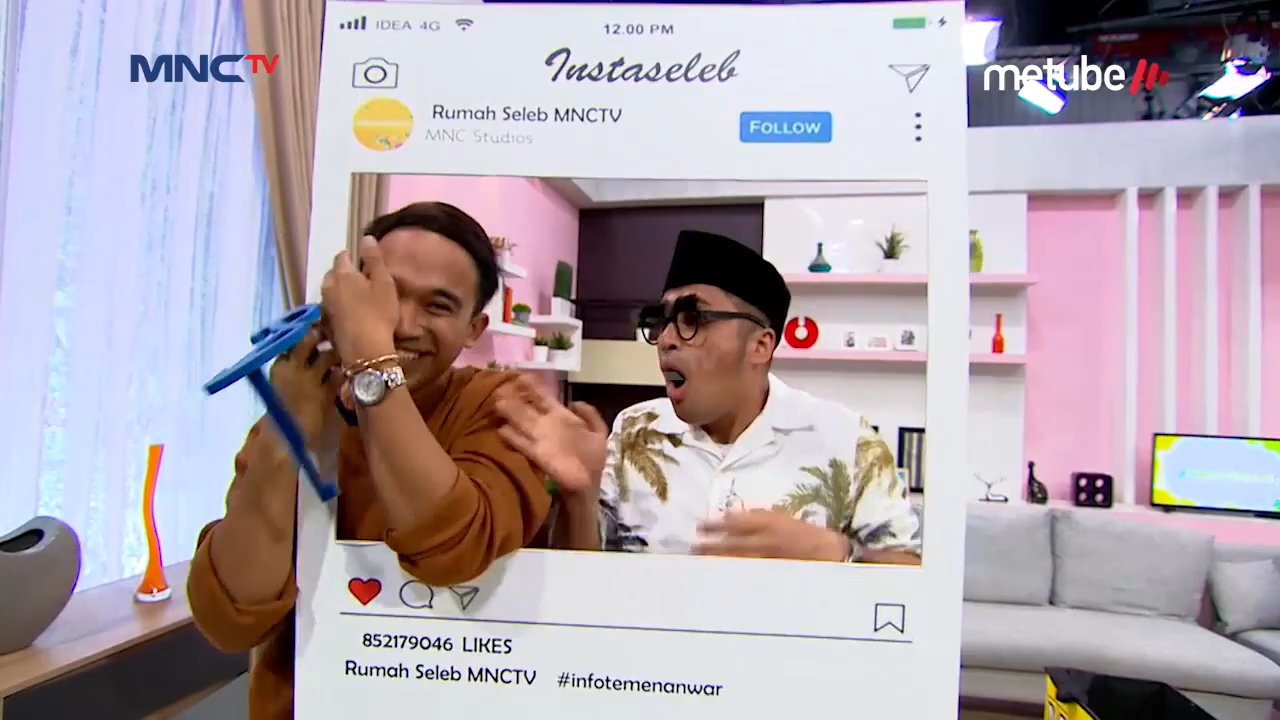 IDEA 4G
12.00 PM
MNCTV
Instaseleb
metube
Rumah Seleb MNCTV
MNC Studios
FOLLOW
852179046 LIKES
Rumah Seleb MNCTV #infotemenanwar